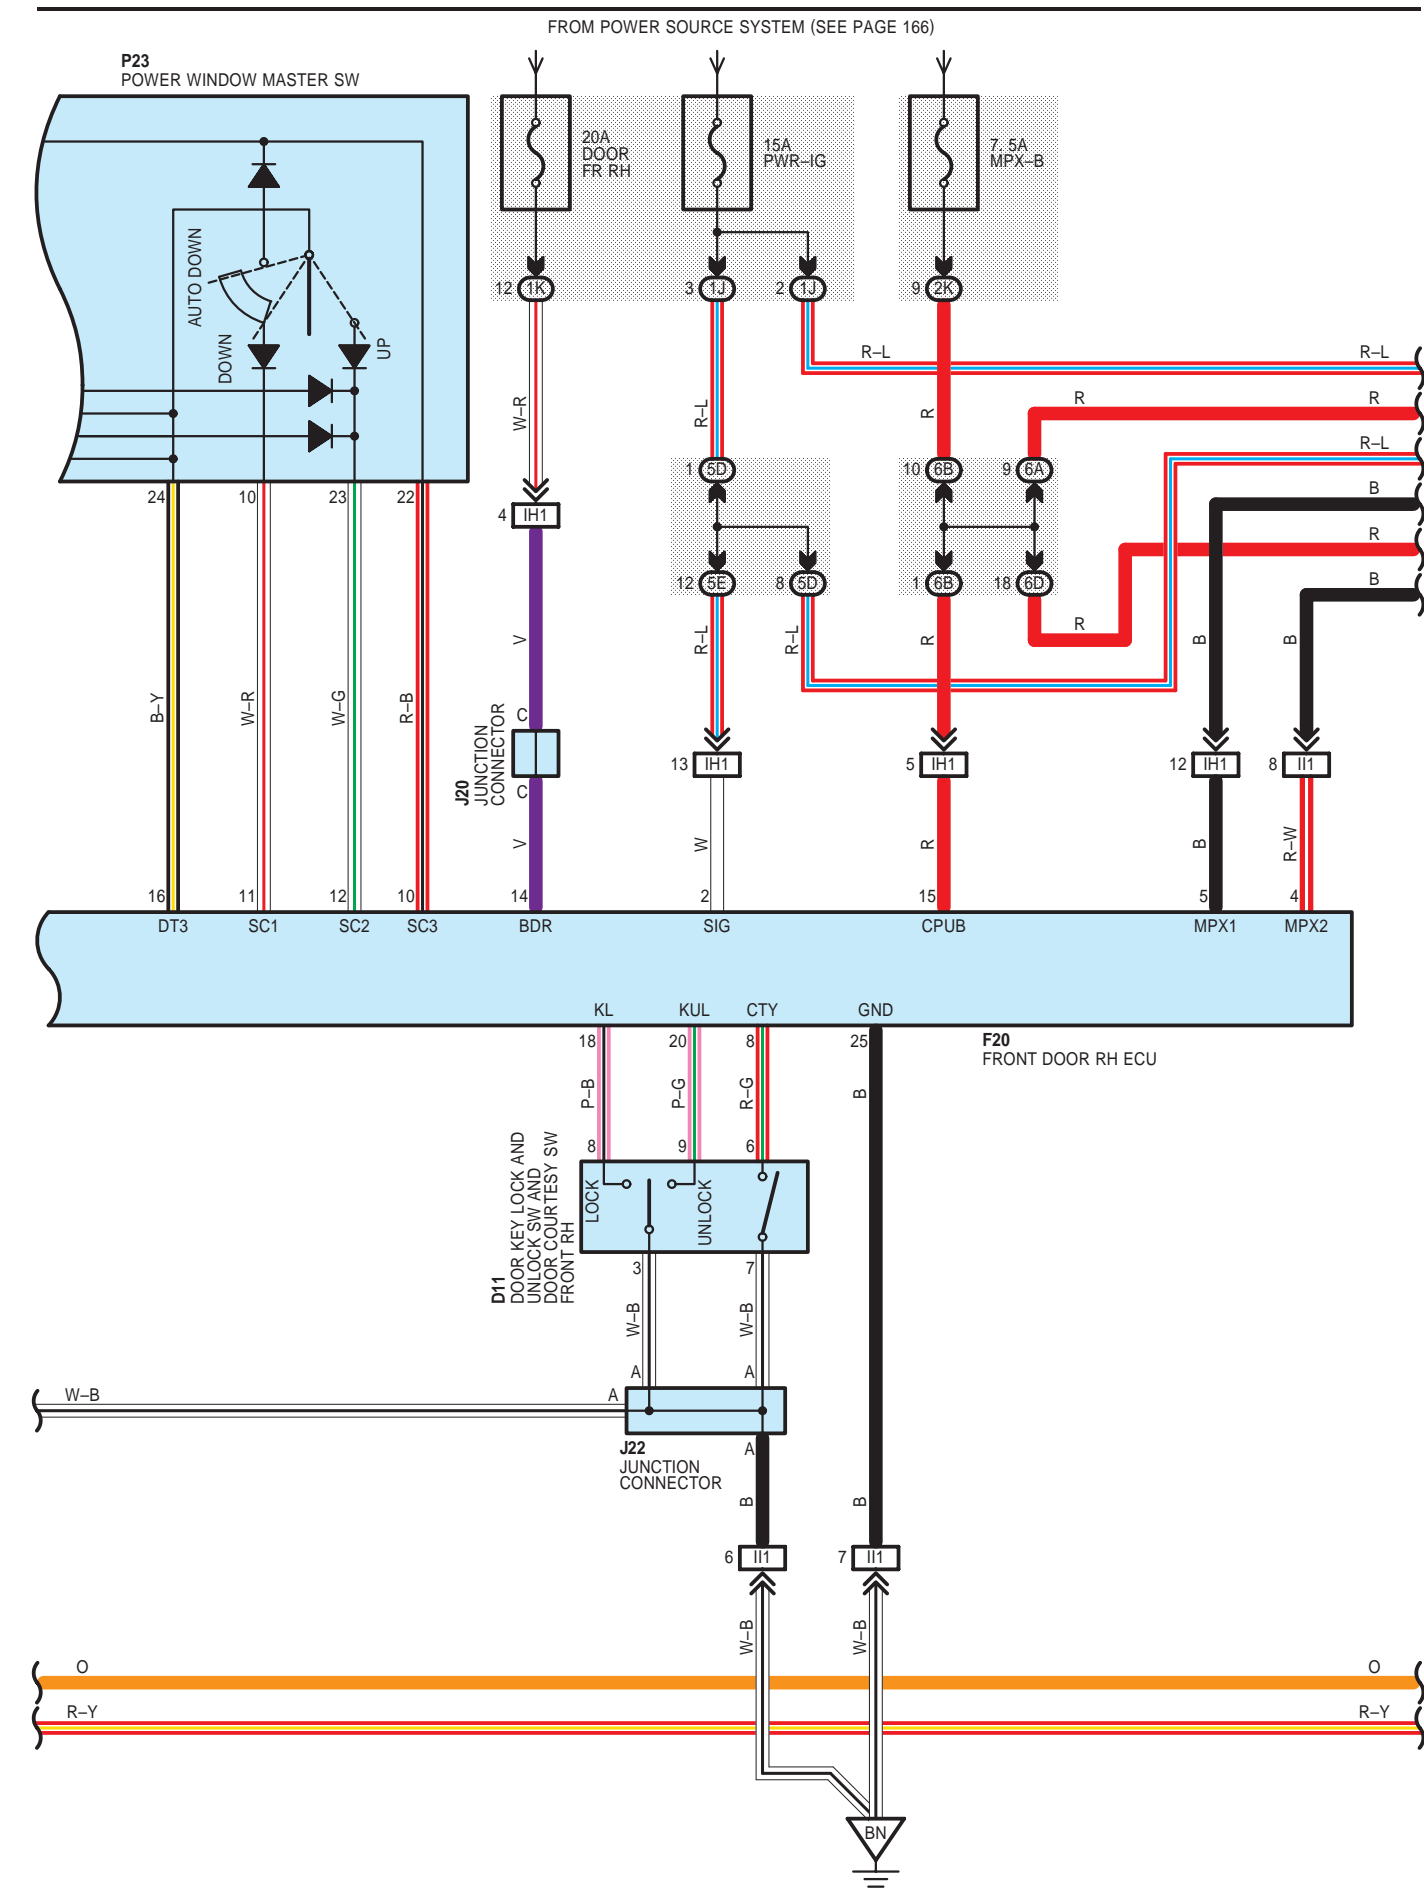 FROM POWER SOURCE SYSTEM (SEE PAGE 166)
P23
POWER WINDOW MASTER SW
20A
DOOR
FR RH
15A
PWR–IG
7. 5A
MPX–B
AUTO DOWN
DOWN
UP
12 1K
3 1J
2 1J
9 2K
R–L
R–L
R
R
R–L
B
R
B
W–R
R–L
R
1 5D
10 6B
9 6A
24
10
23
22
4 IH1
12 5E
8 5D
1 6B
18 6D
R
V
R–L
R–L
R
B
B
B–Y
W–R
W–G
R–B
C
J20
JUNCTION
CONNECTOR
C
13 IH1
5 IH1
12 IH1
8 II1
V
W
R
B
R–W
16
11
12
10
14
2
15
5
4
DT3
SC1
SC2
SC3
BDR
SIG
CPUB
MPX1
MPX2
KL
KUL
CTY
GND
18
20
8
25
F20
FRONT DOOR RH ECU
P–B
P–G
R–G
B
8
9
6
LOCK
UNLOCK
D11
DOOR KEY LOCK AND
UNLOCK SW AND
DOOR COURTESY SW
FRONT RH
3
7
W–B
W–B
A
A
W–B
A
J22
JUNCTION
CONNECTOR
A
B
B
6 II1
7 II1
W–B
W–B
O
O
R–Y
R–Y
BN